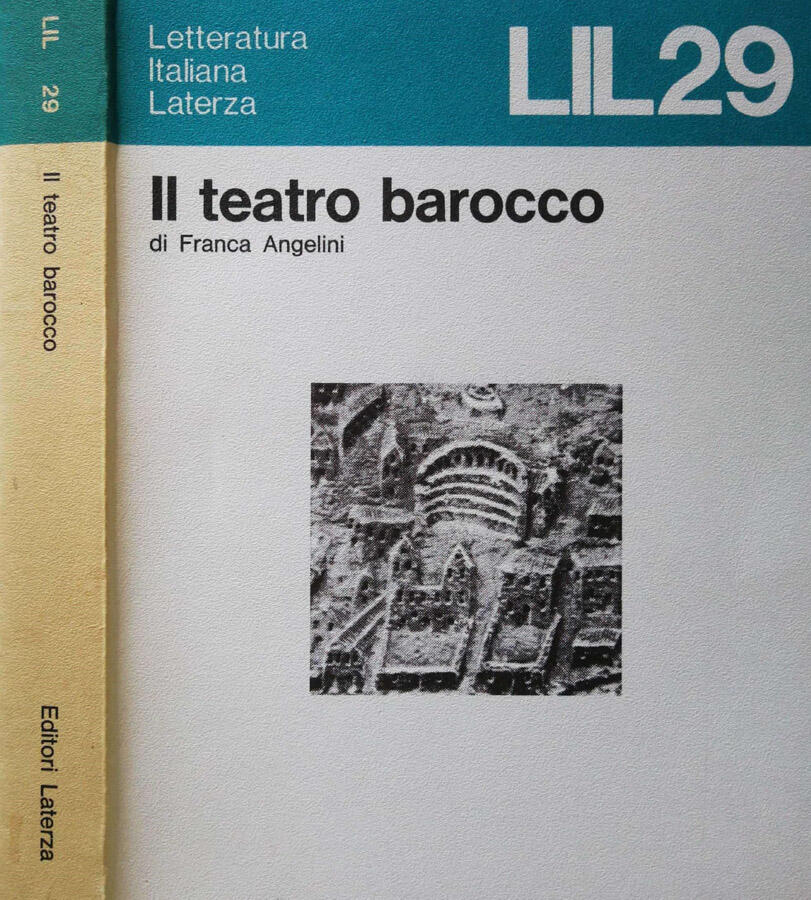 LIL 29
Il teatro barocco
Editori Laterza
Letteratura
Italiana
Laterza
LIL29
Il teatro barocco
di Franca Angelini